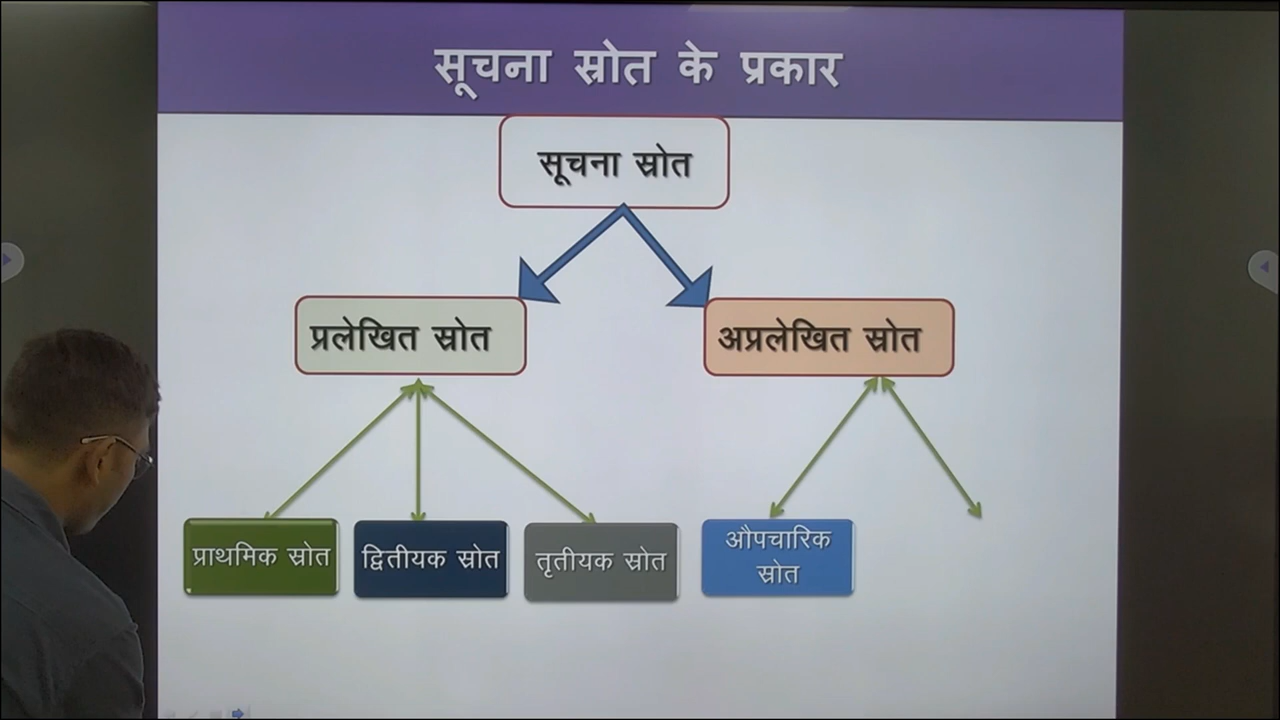 सूचना स्रोत के प्रकार
सूचना स्रोत
प्रलेखित स्रोत
अप्रलेखित स्रोत
प्राथमिक स्रोत
द्वितीयक स्रोत
तृतीयक स्रोत
औपचारिक
स्रोत